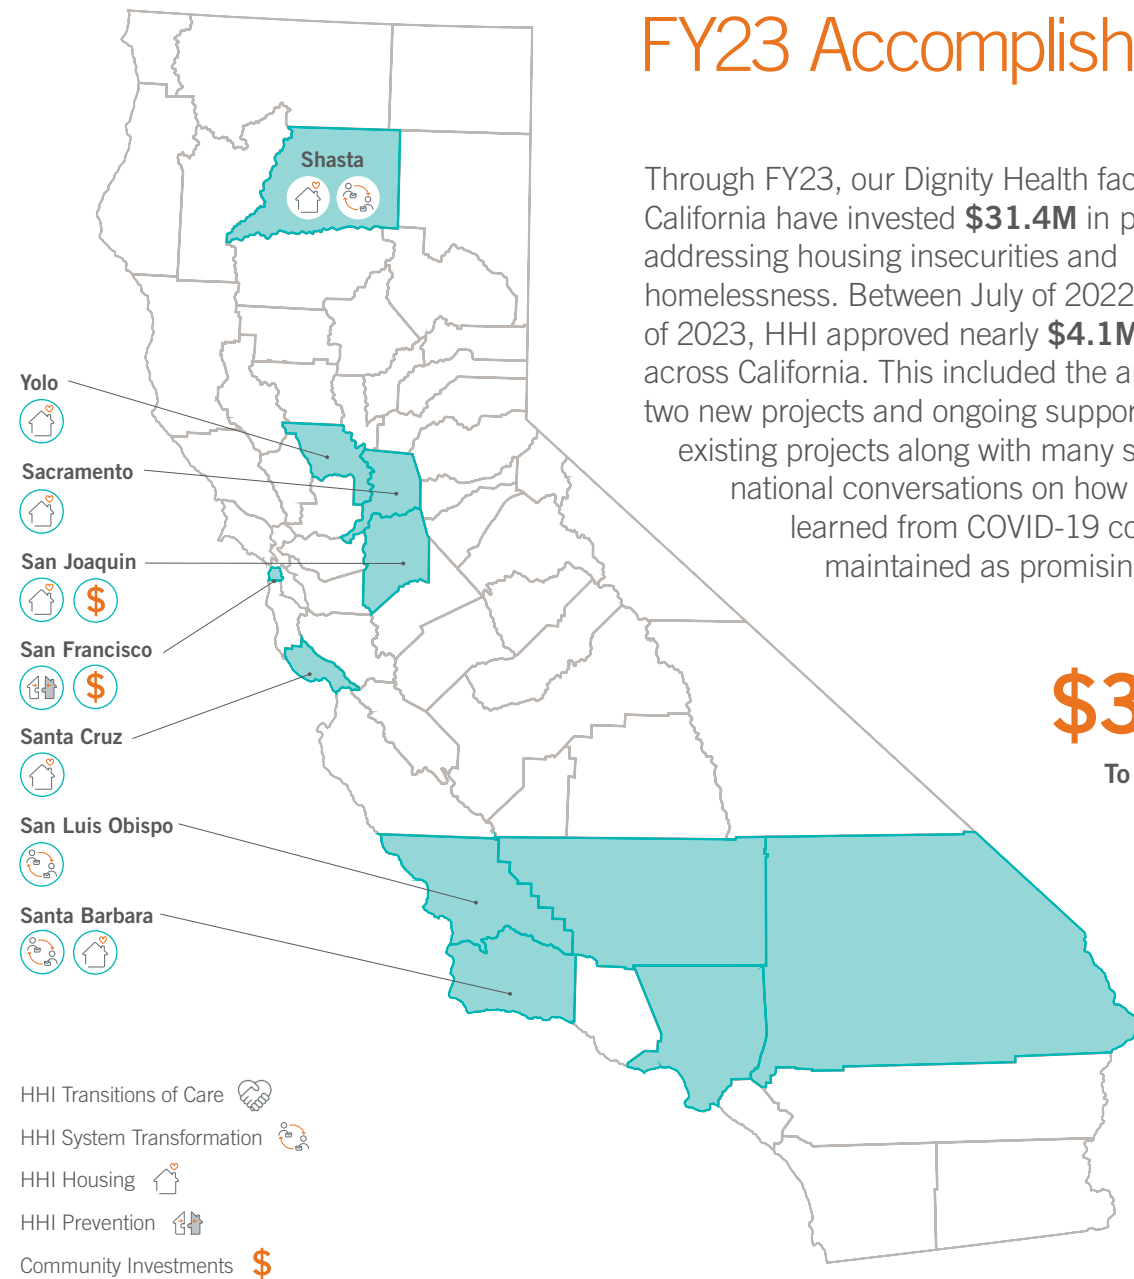 FY23 Accomplish
Through FY23, our Dignity Health fac
California have invested $31.4M in p
addressing housing insecurities and
homelessness. Between July of 2022
of 2023, HHI approved nearly $4.1M
across California. This included the a
two new projects and ongoing suppor
existing projects along with many s
national conversations on how
learned from COVID-19 co
maintained as promisin
$3
To
Shasta
Yolo
Sacramento
San Joaquin
$
San Francisco
$
Santa Cruz
San Luis Obispo
Santa Barbara
HHI Transitions of Care
HHI System Transformation
HHI Housing
HHI Prevention
Community Investments $